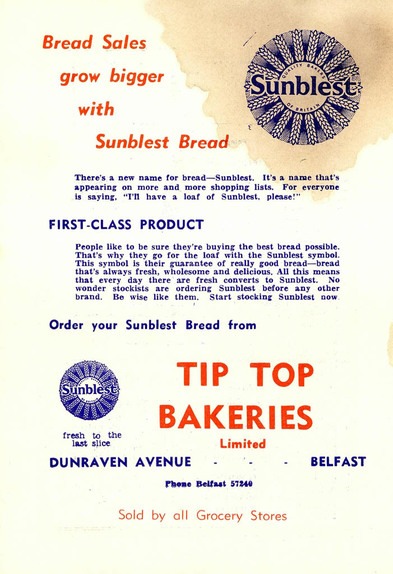 Bread Sales
grow bigger
with
Sunblest Bread
QUALITY BAKERS
Sunblest
OF BRITAIN
There's a new name for bread—Sunblest. It's a name that's
appearing on more and more shopping lists. For everyone
is saying, "I'll have a loaf of Sunblest, please!"
FIRST-CLASS PRODUCT
People like to be sure they're buying the best bread possible.
That's why they go for the loaf with the Sunblest symbol.
This symbol is their guarantee of really good bread—bread
that's always fresh, wholesome and delicious. All this means
that every day there are fresh converts to Sunblest. No
wonder stockists are ordering Sunblest before any other
brand. Be wise like them. Start stocking Sunblest now
Order your Sunblest Bread from
Sunblest
fresh to the
last slice
TIP TOP
BAKERIES
Limited
DUNRAVEN AVENUE - - - BELFAST
Phone Belfast 57240
Sold by all Grocery Stores